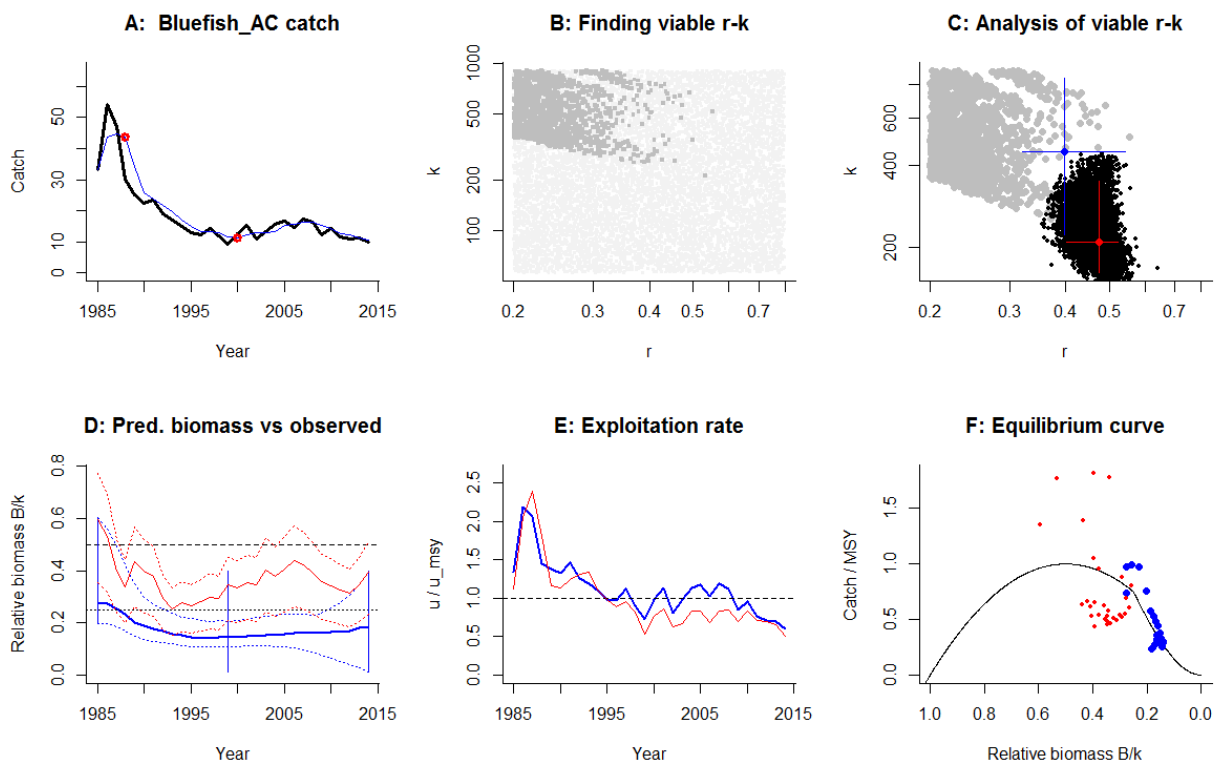 A:  Bluefish_AC catch
Catch
0 10 30 50
1985 1995 2005 2015
Year
B: Finding viable r-k
k
100 200 500 1000
0.2 0.3 0.4 0.5 0.7
r
C: Analysis of viable r-k
k
200 400 600
0.2 0.3 0.4 0.5 0.7
r
D: Pred. biomass vs observed
Relative biomass B/k
0.0 0.2 0.4 0.6 0.8
1985 1995 2005 2015
Year
E: Exploitation rate
u / u_msy
0.0 0.5 1.0 1.5 2.0 2.5
1985 1995 2005 2015
Year
F: Equilibrium curve
Catch / MSY
0.0 0.5 1.0 1.5
1.0 0.8 0.6 0.4 0.2 0.0
Relative biomass B/k